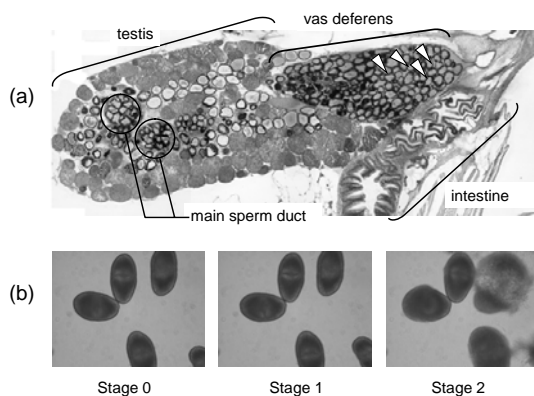 testis
vas deferens
(a)
main sperm duct
intestine
(b)
Stage 0
Stage 1
Stage 2